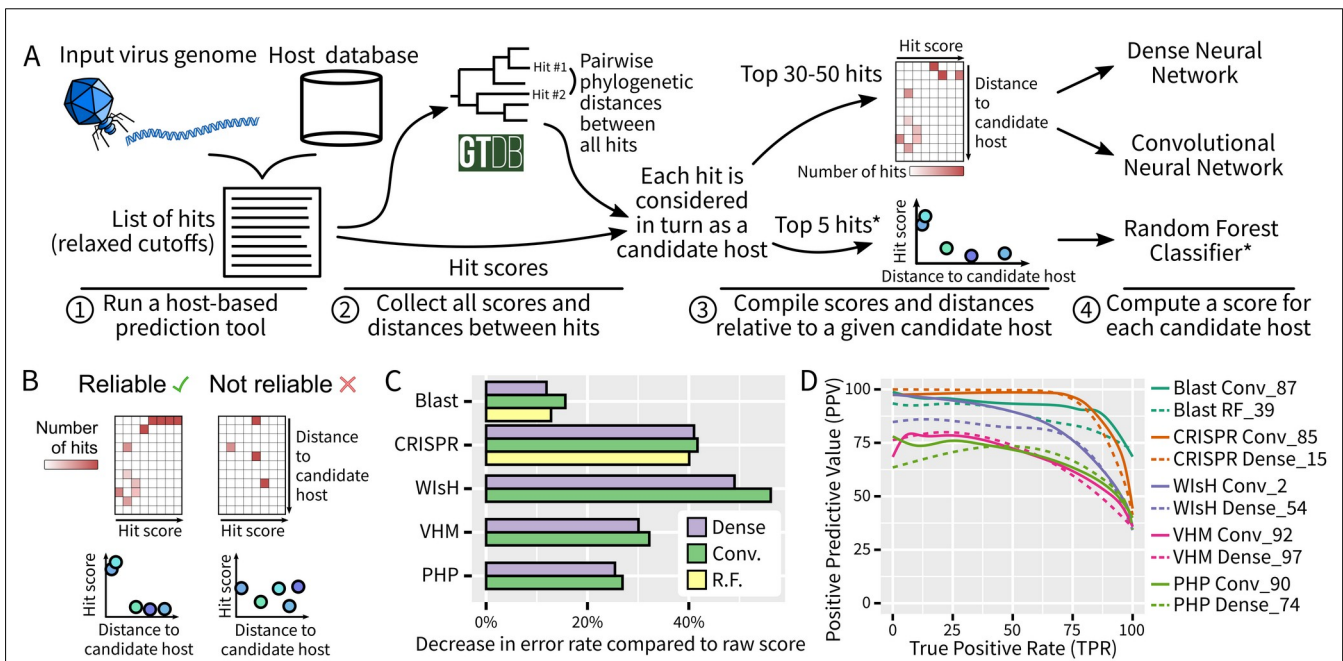 A
Input virus genome
Host database
List of hits
(relaxed cutoffs)
① Run a host-based
prediction tool
Hit #1
Hit #2
Pairwise
phylogenetic
distances
between
all hits
GTDB
Hit scores
② Collect all scores and
distances between hits
Each hit is
considered
in turn as a
candidate host
Top 30-50 hits
Top 5 hits*
Hit score
Distance
to
candidate
host
Number of hits
Hit score
Distance to candidate host
③ Compile scores and distances
relative to a given candidate host
Dense Neural
Network
Convolutional
Neural Network
Random Forest
Classifier*
④ Compute a score for
each candidate host
B
Reliable ✓
Not reliable ✗
Number
of hits
Distance
to
candidate
host
Hit score
Hit score
Hit score
Hit score
Distance to
candidate host
Distance to
candidate host
C
Blast
CRISPR
WIsH
VHM
PHP
Dense
Conv.
R.F.
0%
20%
40%
Decrease in error rate compared to raw score
D
Positive Predictive Value (PPV)
100
75
50
25
0
0
25
50
75
100
True Positive Rate (TPR)
Blast Conv_87
Blast RF_39
CRISPR Conv_85
CRISPR Dense_15
WIsH Conv_2
WIsH Dense_54
VHM Conv_92
VHM Dense_97
PHP Conv_90
PHP Dense_74